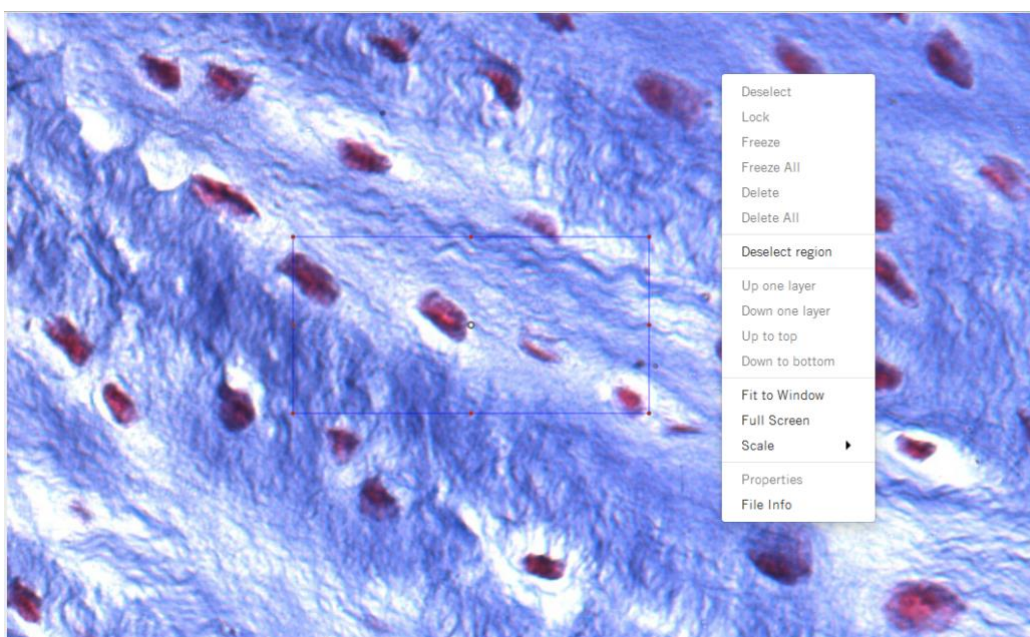 Deselect
Lock
Freeze
Freeze All
Delete
Delete All
Deselect region
Up one layer
Down one layer
Up to top
Down to bottom
Fit to Window
Full Screen
Scale
Properties
File Info